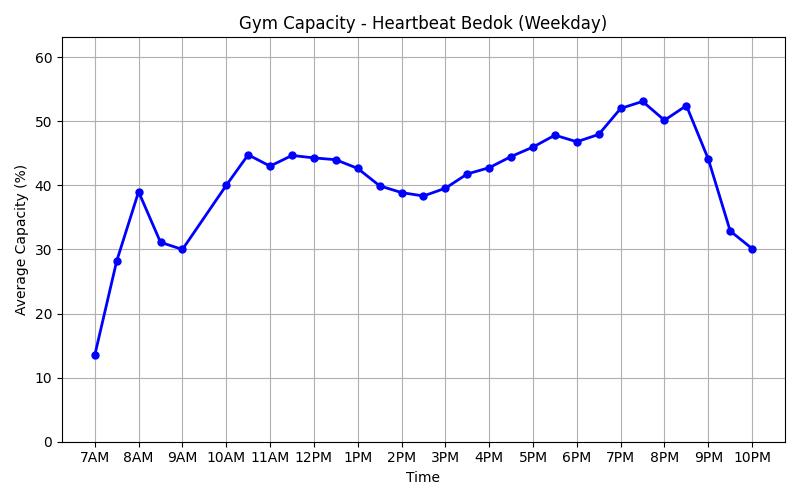 Gym Capacity - Heartbeat Bedok (Weekday)
Average Capacity (%)
60
50
40
30
20
10
0
7AM 8AM 9AM 10AM 11AM 12PM 1PM 2PM 3PM 4PM 5PM 6PM 7PM 8PM 9PM 10PM
Time